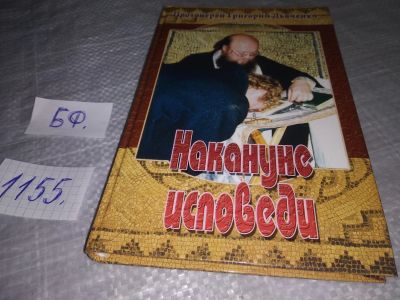 Протоиерей Григорий Дьяченко
Накануне
исповеди
БФ.
1155.